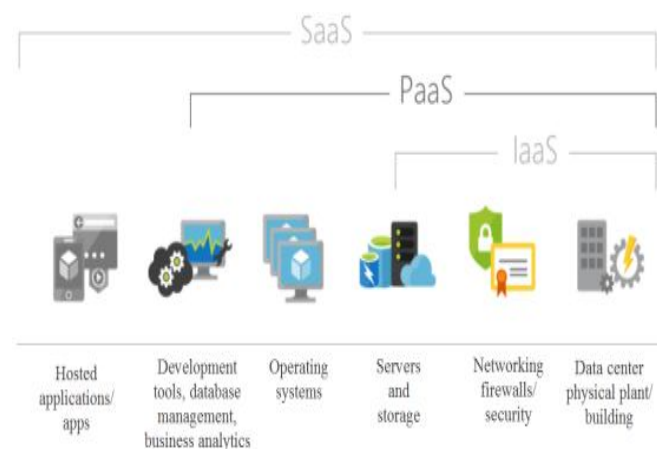 SaaS
PaaS
IaaS
Hosted
applications/
apps
Development
tools, database
management,
business analytics
Operating
systems
Servers
and
storage
Networking
firewalls/
security
Data center
physical plant/
building